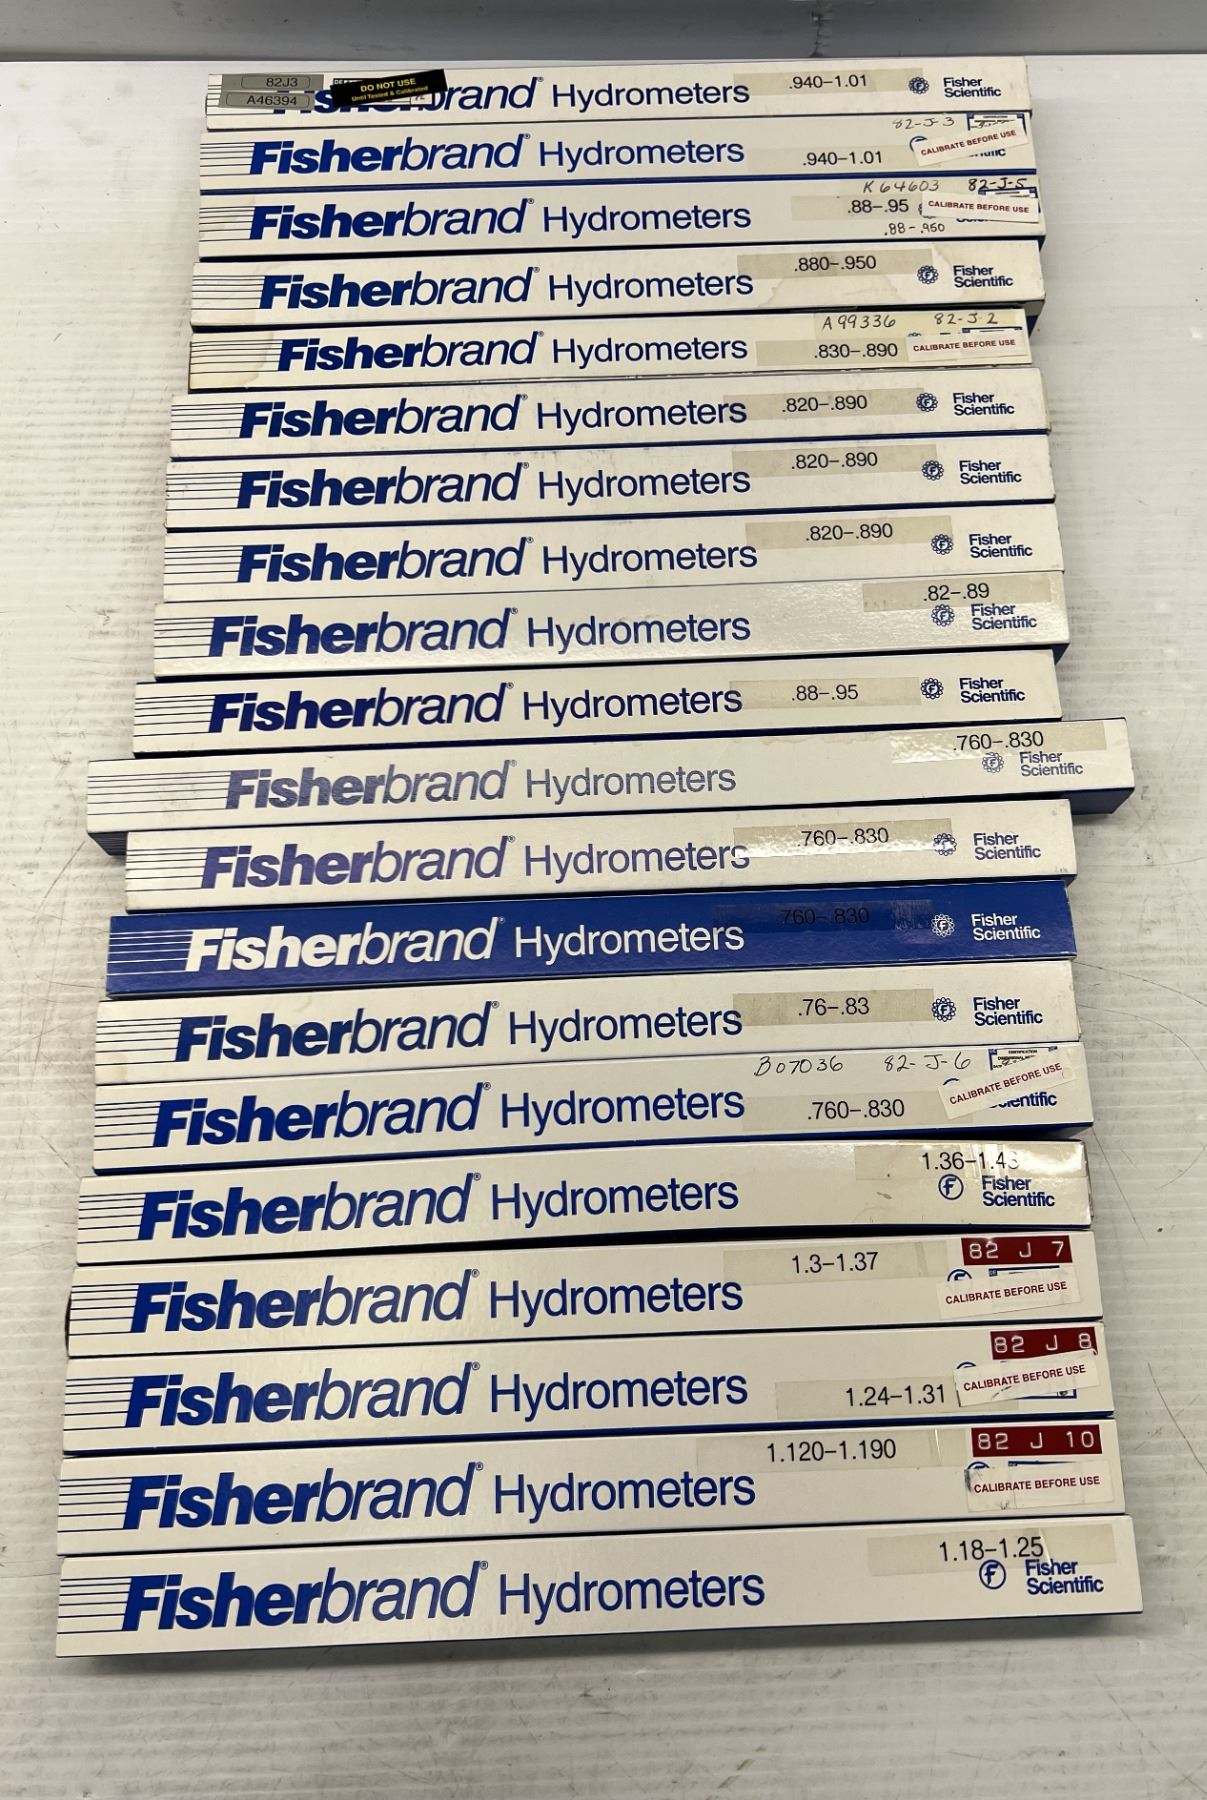 82J3
A46394
DO NOT USE
Until Tested & Calibrated
Fisherbrand® Hydrometers .940-1.01 Fisher Scientific
82-J-3
Fisherbrand® Hydrometers .940-1.01 CALIBRATE BEFORE USE
K64603 82-J-5
Fisherbrand® Hydrometers .88-.95 CALIBRATE BEFORE USE
.88-.950
Fisherbrand® Hydrometers .880-.950 Fisher Scientific
A99336 82-J-2
Fisherbrand® Hydrometers .830-.890 CALIBRATE BEFORE USE
Fisherbrand® Hydrometers .820-.890 Fisher Scientific
Fisherbrand® Hydrometers .820-.890 Fisher Scientific
Fisherbrand® Hydrometers .820-.890 Fisher Scientific
Fisherbrand® Hydrometers .82-.89 Fisher Scientific
Fisherbrand® Hydrometers .88-.95 Fisher Scientific
Fisherbrand® Hydrometers .760-.830 Fisher Scientific
Fisherbrand® Hydrometers .760-.830 Fisher Scientific
Fisherbrand® Hydrometers .760-.830 Fisher Scientific
Fisherbrand® Hydrometers .76-.83 Fisher Scientific
B07036 82-J-6 CERTIFICATION
Fisherbrand® Hydrometers .760-.830 CALIBRATE BEFORE USE
Fisherbrand® Hydrometers 1.36-1.43 Fisher Scientific
82 J 7
Fisherbrand® Hydrometers 1.3-1.37 CALIBRATE BEFORE USE
82 J 8
Fisherbrand® Hydrometers 1.24-1.31 CALIBRATE BEFORE USE
82 J 10
Fisherbrand® Hydrometers 1.120-1.190 CALIBRATE BEFORE USE
Fisherbrand® Hydrometers 1.18-1.25 Fisher Scientific